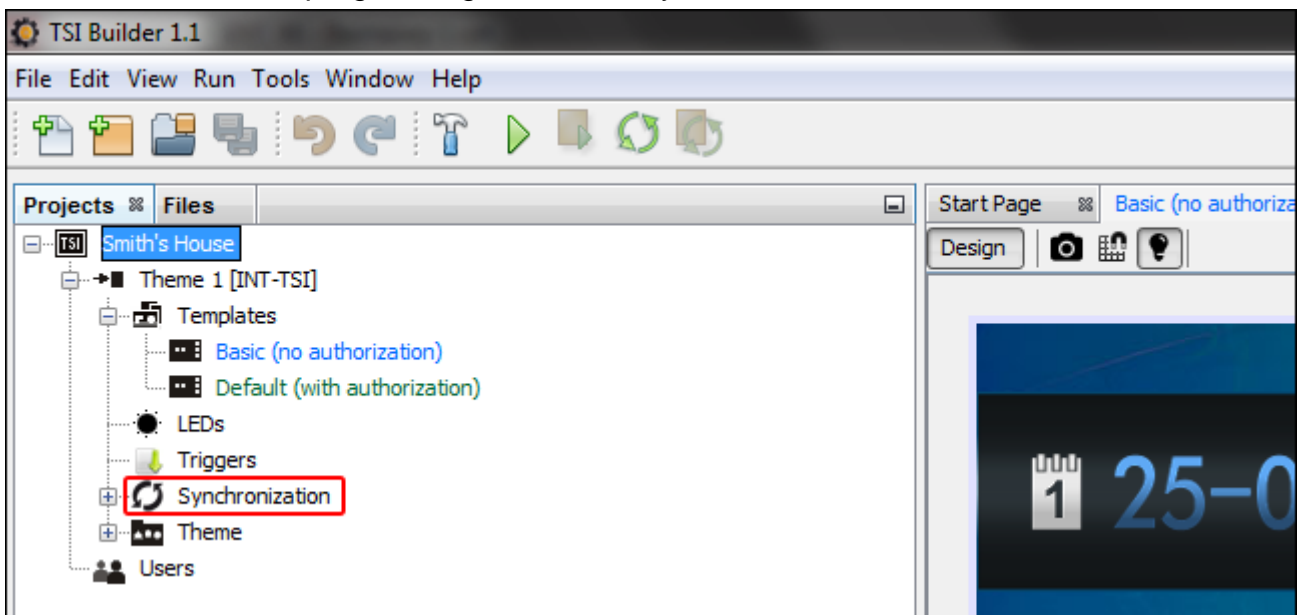 TSI Builder 1.1
File Edit View Run Tools Window Help
Projects Files
Start Page Basic (no authoriza
TSI Smith's House
Design
Theme 1 [INT-TSI]
Templates
Basic (no authorization)
Default (with authorization)
LEDs
Triggers
Synchronization
Theme
Users
1 25-0